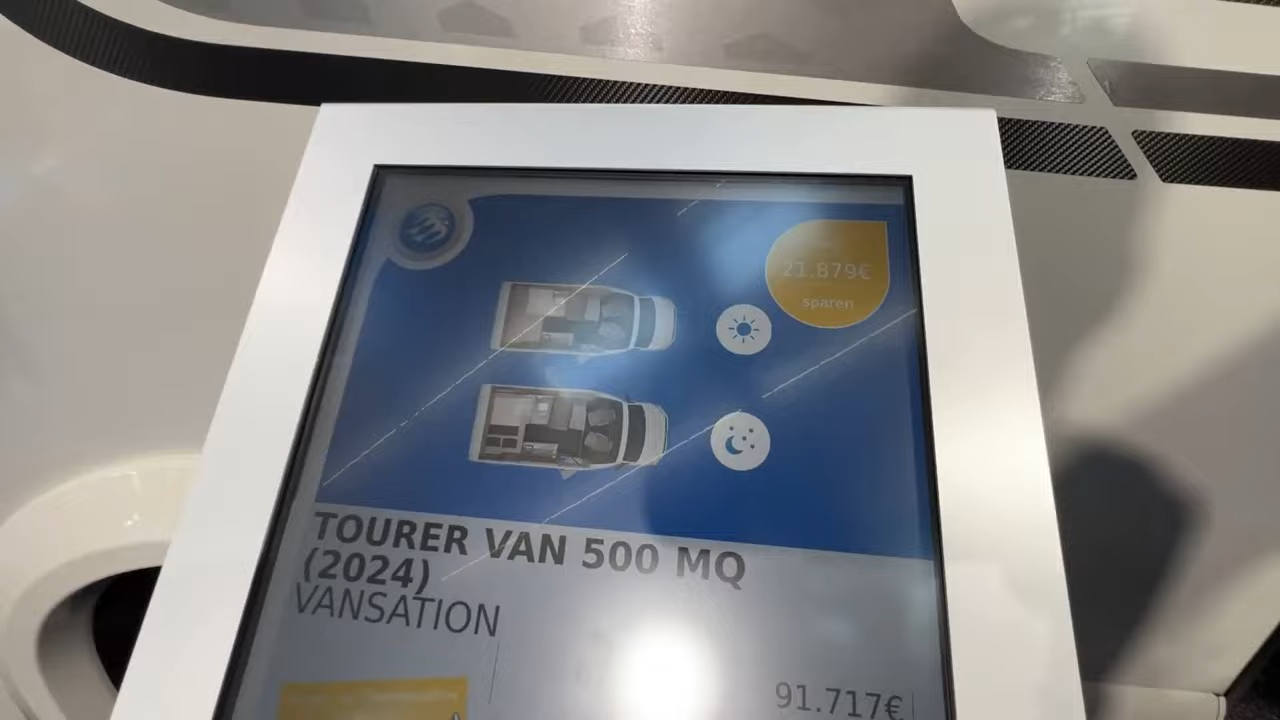 21.879€
sparen
TOURER VAN 500 MQ
(2024)
VANSATION
91.717€